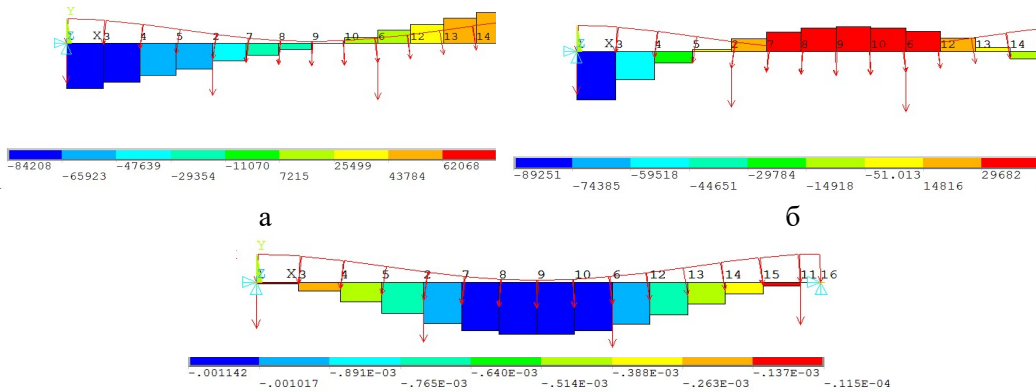 Y
Z X3 4 5 2 7 8 9 10 6 12 13 14
-84208 -47639 -11070 25499 62068
-65923 -29354 7215 43784
а
3 4 5 2 7 8 9 10 6 12 13 14
-89251 -59518 -29784 -51.013 29682
-74385 -44651 -14918 14816
б
Y
Z X3 4 5 2 7 8 9 10 6 12 13 14 15 11 16
-.001142 -.891E-03 -.640E-03 -.388E-03 -.137E-03
-.001017 -.765E-03 -.514E-03 -.263E-03 -.115E-04